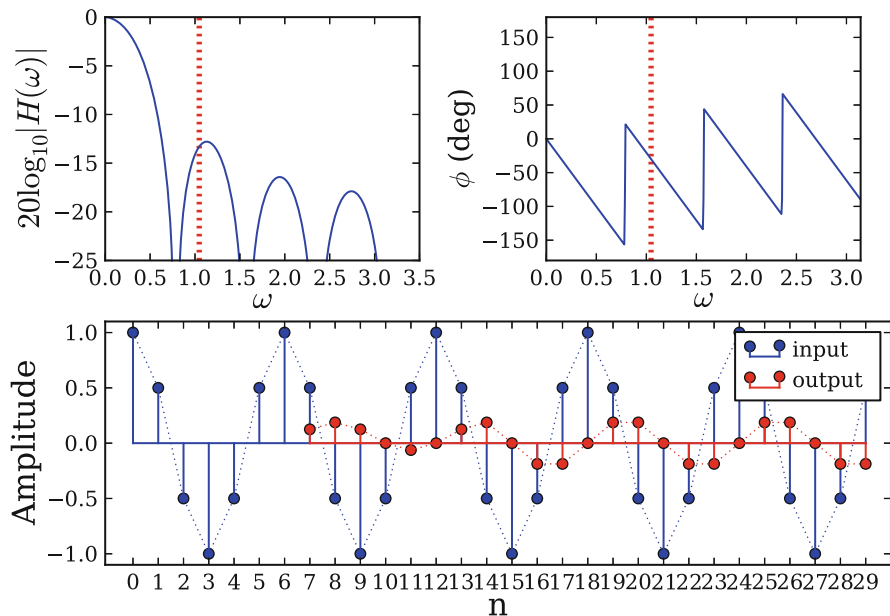 20log₁₀|H(ω)|
0
−5
−10
−15
−20
−25
0.0 0.5 1.0 1.5 2.0 2.5 3.0 3.5
ω
ϕ (deg)
150
100
50
0
−50
−100
−150
0.0 0.5 1.0 1.5 2.0 2.5 3.0
ω
Amplitude
1.0
0.5
0.0
−0.5
−1.0
input
output
0 1 2 3 4 5 6 7 8 9 10 11 12 13 14 15 16 17 18 19 20 21 22 23 24 25 26 27 28 29
n